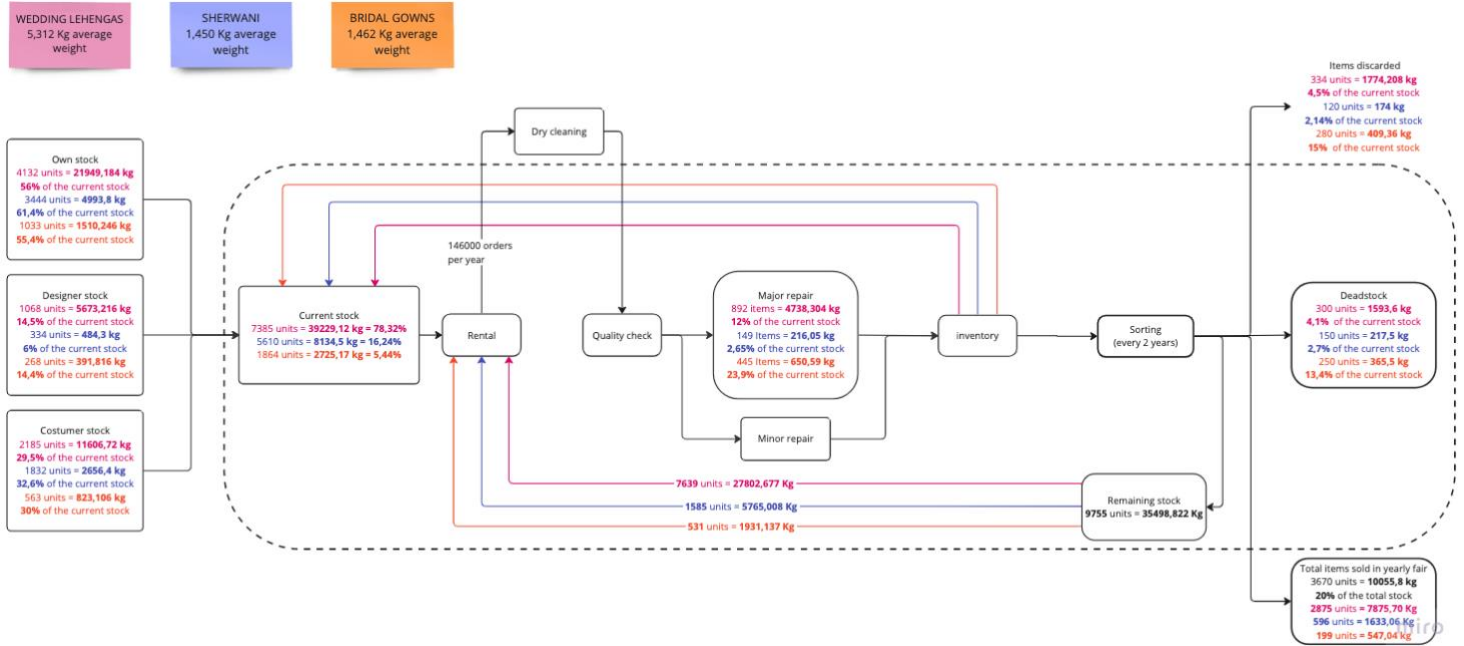 WEDDING LEHENGAS
5,312 Kg average
weight
SHERWANI
1,450 Kg average
weight
BRIDAL GOWNS
1,462 Kg average
weight
Items discarded
334 units = 1774,208 kg
4,5% of the current stock
120 units = 174 kg
2,14% of the current stock
280 units = 409,36 kg
15% of the current stock
Dry cleaning
Own stock
4132 units = 21949,184 kg
56% of the current stock
3444 units = 4993,8 kg
61,4% of the current stock
1033 units = 1510,246 kg
55,4% of the current stock
146000 orders
per year
Designer stock
1068 units = 5673,216 kg
14,5% of the current stock
334 units = 484,3 kg
6% of the current stock
268 units = 391,816 kg
14,4% of the current stock
Current stock
7385 units = 39229,12 kg = 78,32%
5610 units = 8134,5 kg = 16,24%
1864 units = 2725,17 kg = 5,44%
Rental
Quality check
Major repair
892 items = 4738,304 kg
12% of the current stock
149 Items = 216,05 kg
2,65% of the current stock
445 Items = 650,59 kg
23,9% of the current stock
inventory
Sorting
(every 2 years)
Deadstock
300 units = 1593,6 kg
4,1% of the current stock
150 units = 217,5 kg
2,7% of the current stock
250 units = 365,5 kg
13,4% of the current stock
Costumer stock
2185 units = 11606,72 kg
29,5% of the current stock
1832 units = 2656,4 kg
32,6% of the current stock
563 units = 823,106 kg
30% of the current stock
Minor repair
7639 units = 27802,677 Kg
1585 units = 5765,008 Kg
531 units = 1931,137 Kg
Remaining stock
9755 units = 35498,822 Kg
Total items sold in yearly fair
3670 units = 10055,8 kg
20% of the total stock
2875 units = 7875,70 Kg
596 units = 1633,06 Kg
199 units = 547,04 Kg
miro